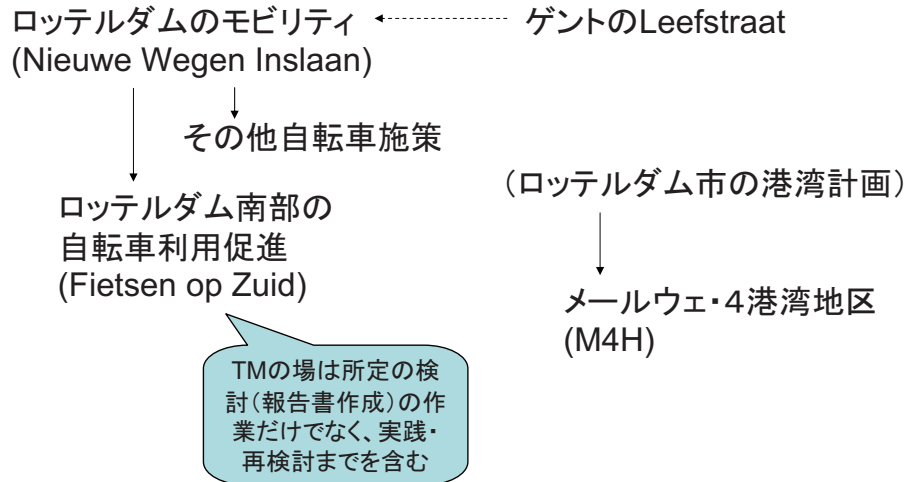 ロッテルダムのモビリティ
(Nieuwe Wegen Inslaan)
ゲントのLeefstraat
その他自転車施策
ロッテルダム南部の
自転車利用促進
(Fietsen op Zuid)
（ロッテルダム市の港湾計画）
メールウェ・４港湾地区
(M4H)
TMの場は所定の検
討（報告書作成）の作
業だけでなく、実践・
再検討までを含む